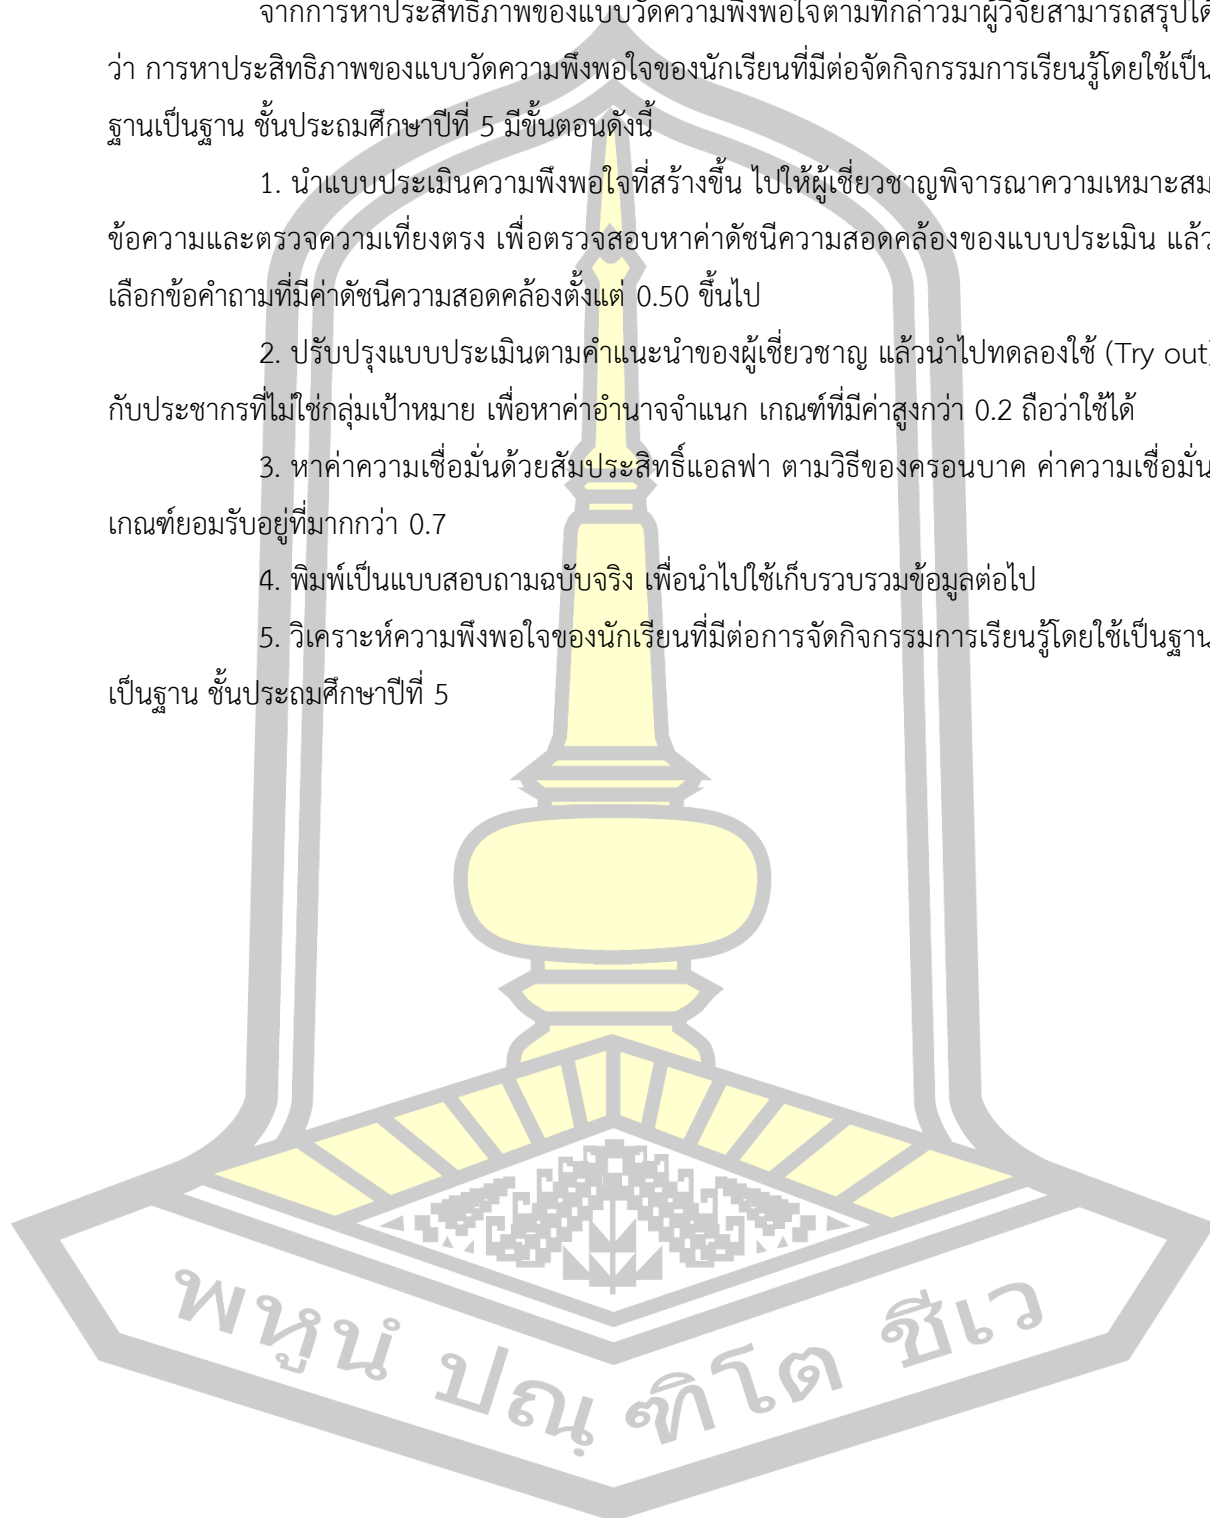 จากการหาประสิทธิภาพของแบบวัดความพึงพอใจตามที่กล่าวมาผู้วิจัยสามารถสรุปได้
ว่า การหาประสิทธิภาพของแบบวัดความพึงพอใจของนักเรียนที่มีต่อจัดกิจกรรมการเรียนรู้โดยใช้เป็น
ฐานเป็นฐาน ชั้นประถมศึกษาปีที่ 5 มีขั้นตอนดังนี้
1. นำแบบประเมินความพึงพอใจที่สร้างขึ้น ไปให้ผู้เชี่ยวชาญพิจารณาความเหมาะสม
ข้อความและตรวจความเที่ยงตรง เพื่อตรวจสอบหาค่าดัชนีความสอดคล้องของแบบประเมิน แล้ว
เลือกข้อคำถามที่มีค่าดัชนีความสอดคล้องตั้งแต่ 0.50 ขึ้นไป
2. ปรับปรุงแบบประเมินตามคำแนะนำของผู้เชี่ยวชาญ แล้วนำไปทดลองใช้ (Try out)
กับประชากรที่ไม่ใช่กลุ่มเป้าหมาย เพื่อหาค่าอำนาจจำแนก เกณฑ์ที่มีค่าสูงกว่า 0.2 ถือว่าใช้ได้
3. หาค่าความเชื่อมั่นด้วยสัมประสิทธิ์แอลฟา ตามวิธีของครอนบาค ค่าความเชื่อมั่น
เกณฑ์ยอมรับอยู่ที่มากกว่า 0.7
4. พิมพ์เป็นแบบสอบถามฉบับจริง เพื่อนำไปใช้เก็บรวบรวมข้อมูลต่อไป
5. วิเคราะห์ความพึงพอใจของนักเรียนที่มีต่อการจัดกิจกรรมการเรียนรู้โดยใช้เป็นฐาน
เป็นฐาน ชั้นประถมศึกษาปีที่ 5
พหูนํ ปณฺฑิโต ชีเว